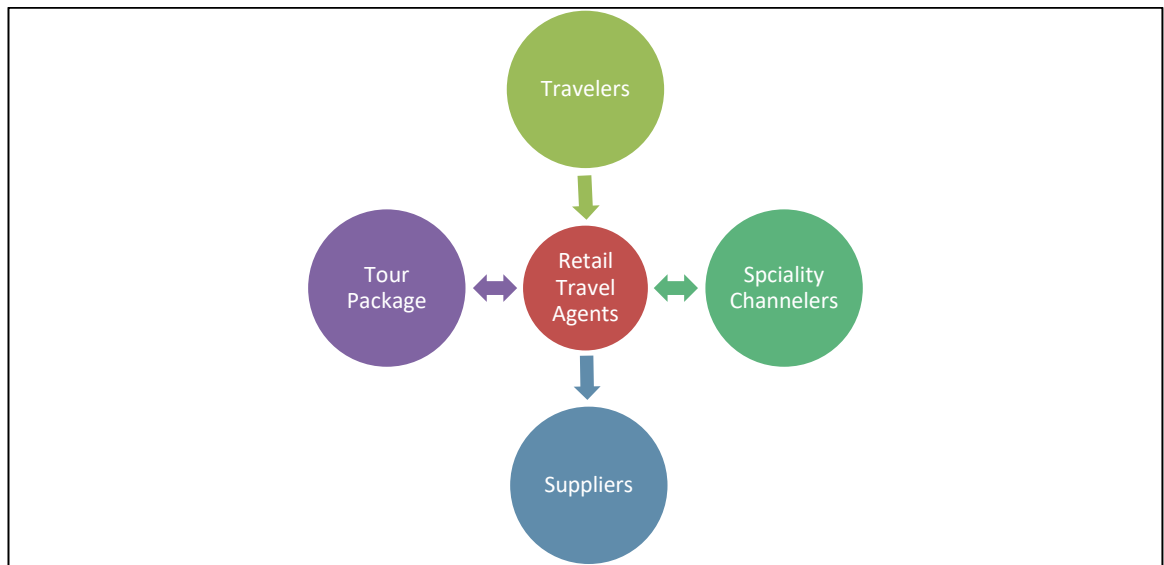 Travelers
Tour
Package
Retail
Travel
Agents
Spciality
Channelers
Suppliers